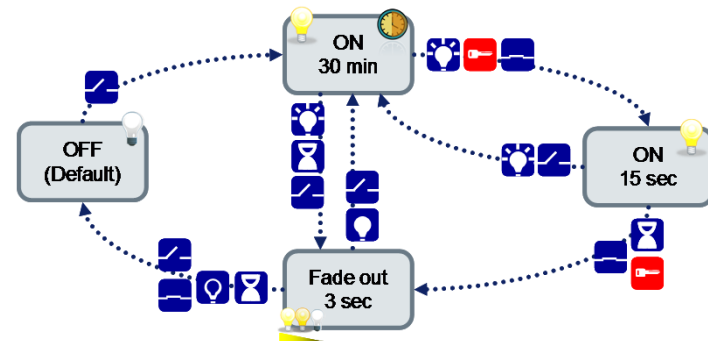 ON
30 min
OFF
(Default)
ON
15 sec
Fade out
3 sec